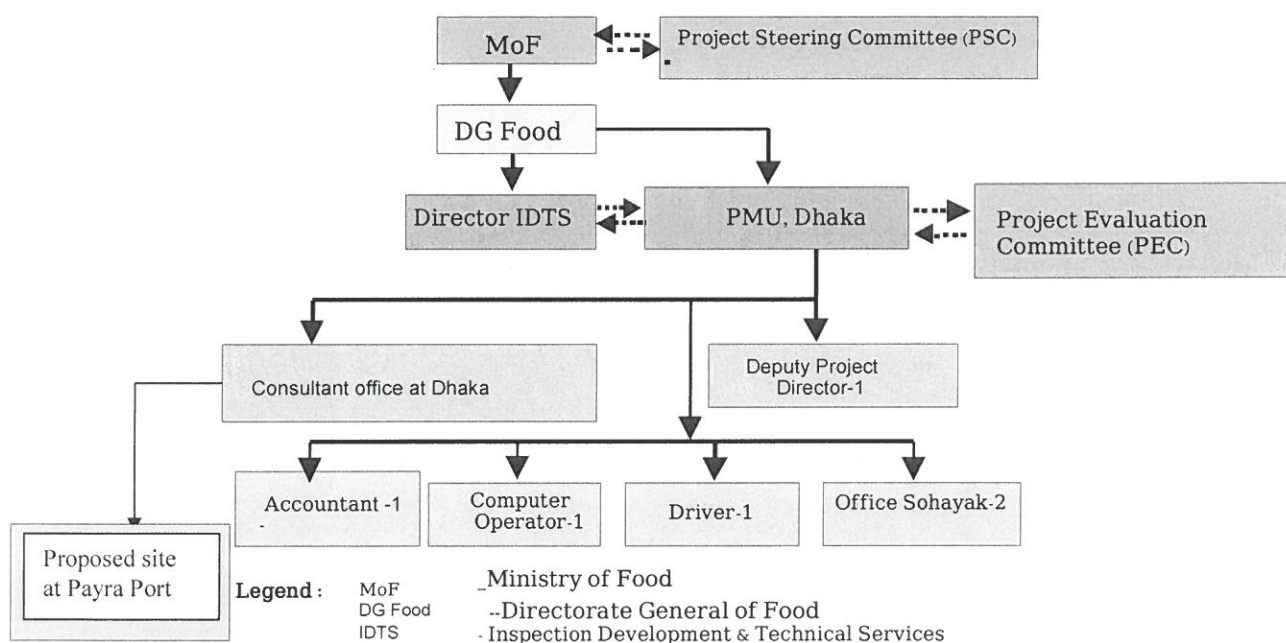 MoF
Project Steering Committee (PSC)
DG Food
Director IDTS
PMU, Dhaka
Project Evaluation
Committee (PEC)
Consultant office at Dhaka
Deputy Project
Director-1
Accountant -1
Computer
Operator-1
Driver-1
Office Sohayak-2
Proposed site
at Payra Port
Legend : MoF _Ministry of Food
DG Food --Directorate General of Food
IDTS - Inspection Development & Technical Services